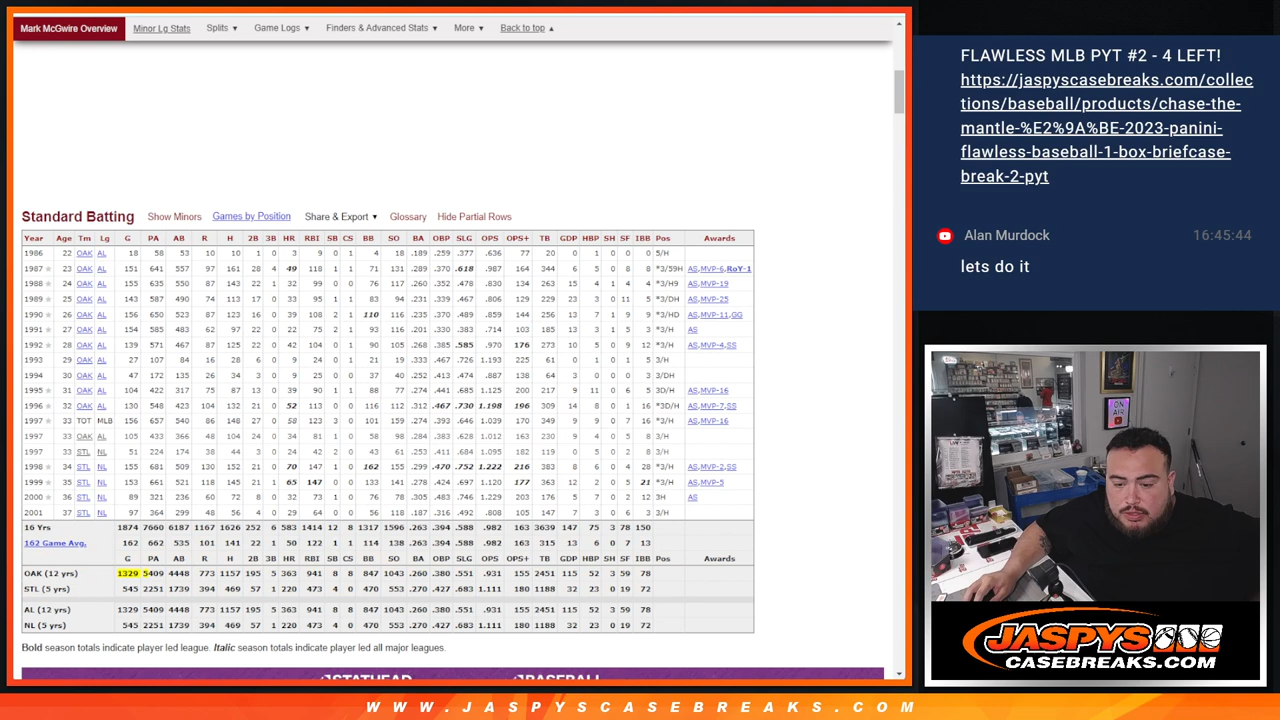 Mark McGwire Overview Minor Lg Stats Splits ▼ Game Logs ▼ Finders & Advanced Stats ▼ More ▼ Back to top ▲
Standard Batting Show Minors Games by Position Share & Export ▼ Glossary Hide Partial Rows
Year Age Tm Lg G PA AB R H 2B 3B HR RBI SB CS BB SO BA OBP SLG OPS OPS+ TB GDP HBP SH SF IBB Pos Awards
1986 22 OAK AL 18 58 53 10 10 1 0 3 9 0 1 4 18 .189 .259 .377 .636 77 20 0 1 0 0 0 5/H
1987 ★ 23 OAK AL 151 641 557 97 161 28 4 49 118 1 1 71 131 .289 .370 .618 .987 164 344 6 5 0 8 8 *3/59H AS,MVP-6,RoY-1
1988 ★ 24 OAK AL 155 635 550 87 143 22 1 32 99 0 0 76 117 .260 .352 .478 .830 134 263 15 4 1 4 4 *3/H9 AS,MVP-19
1989 ★ 25 OAK AL 143 587 490 74 113 17 0 33 95 1 1 83 94 .231 .339 .467 .806 129 229 23 3 0 11 5 *3/DH AS,MVP-25
1990 ★ 26 OAK AL 156 650 523 87 123 16 0 39 108 2 1 110 116 .235 .370 .489 .859 144 256 13 7 1 9 9 *3/HD AS,MVP-11,GG
1991 ★ 27 OAK AL 154 585 483 62 97 22 0 22 75 2 1 93 116 .201 .330 .383 .714 103 185 13 3 1 5 3 *3/H AS
1992 ★ 28 OAK AL 139 571 467 87 125 22 0 42 104 0 1 90 105 .268 .385 .585 .970 176 273 10 5 0 9 12 *3/H AS,MVP-4,SS
1993 29 OAK AL 27 107 84 16 28 6 0 9 24 0 1 21 19 .333 .467 .726 1.193 225 61 0 1 0 1 5 3/H
1994 30 OAK AL 47 172 135 26 34 3 0 9 25 0 0 37 40 .252 .413 .474 .887 138 64 3 0 0 0 3 3/DH
1995 ★ 31 OAK AL 104 422 317 75 87 13 0 39 90 1 1 88 77 .274 .441 .685 1.125 200 217 9 11 0 6 5 3D/H AS,MVP-16
1996 ★ 32 OAK AL 130 548 423 104 132 21 0 52 113 0 0 116 112 .312 .467 .730 1.198 196 309 14 8 0 1 16 *3D/H AS,MVP-7,SS
1997 ★ 33 TOT MLB 156 657 540 86 148 27 0 58 123 3 0 101 159 .274 .393 .646 1.039 170 349 9 9 0 7 16 *3/H AS,MVP-16
1997 33 OAK AL 105 433 366 48 104 24 0 34 81 1 0 58 98 .284 .383 .628 1.012 163 230 9 4 0 5 8 3/H
1997 33 STL NL 51 224 174 38 44 3 0 24 42 2 0 43 61 .253 .411 .684 1.095 187 119 0 5 0 2 8 3/H
1998 ★ 34 STL NL 155 681 509 130 152 21 0 70 147 1 0 162 155 .299 .470 .752 1.222 216 383 8 6 0 4 28 *3/H AS,MVP-2,SS
1999 ★ 35 STL NL 153 661 521 118 145 21 1 65 147 0 0 133 141 .278 .424 .697 1.120 177 363 12 2 0 5 21 *3/H AS,MVP-5
2000 ★ 36 STL NL 89 321 236 60 72 8 0 32 73 1 0 76 78 .305 .483 .746 1.229 203 176 5 7 0 2 12 3H AS
2001 37 STL NL 97 364 299 48 56 4 0 29 64 0 0 56 118 .187 .316 .492 .808 105 147 7 3 0 6 3 3/H
16 Yrs 1874 7660 6187 1167 1626 252 6 583 1414 12 8 1317 1596 .263 .394 .588 .982 163 3639 147 75 3 78 150
162 Game Avg. 162 662 535 101 141 22 1 50 122 1 1 114 138 .263 .394 .588 .982 163 315 13 6 0 7 13
G PA AB R H 2B 3B HR RBI SB CS BB SO BA OBP SLG OPS OPS+ TB GDP HBP SH SF IBB
OAK (12 yrs) 1329 5409 4448 773 1157 195 5 363 941 8 8 847 1043 .260 .380 .551 .931 155 2451 115 52 3 59 78
STL (5 yrs) 545 2251 1739 394 469 57 1 220 473 4 0 470 553 .270 .427 .683 1.111 180 1188 32 23 0 19 72
AL (12 yrs) 1329 5409 4448 773 1157 195 5 363 941 8 8 847 1043 .260 .380 .551 .931 155 2451 115 52 3 59 78
NL (5 yrs) 545 2251 1739 394 469 57 1 220 473 4 0 470 553 .270 .427 .683 1.111 180 1188 32 23 0 19 72
Bold season totals indicate player led league. Italic season totals indicate player led all major leagues.
STATHEAD BASEBALL
FLAWLESS MLB PYT #2 - 4 LEFT!
https://jaspyscasebreaks.com/collec
tions/baseball/products/chase-the-
mantle-%E2%9A%BE-2023-panini-
flawless-baseball-1-box-briefcase-
break-2-pyt
Alan Murdock 16:45:44
lets do it
ON
AIR
JASPYS
CASEBREAKS.COM
WWW.JASPYSCASEBREAKS.COM